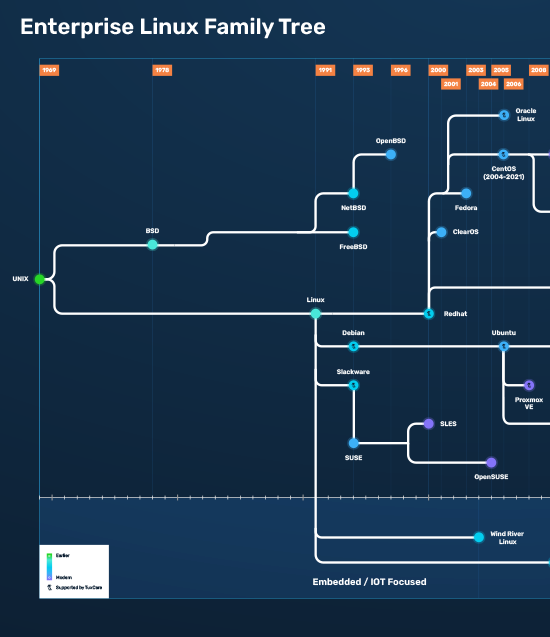 Enterprise Linux Family Tree
1969
1978
1991
1993
1996
2000
2003
2005
2008
2001
2004
2006
Oracle
Linux
OpenBSD
CentOS
(2004-2021)
NetBSD
Fedora
BSD
ClearOS
FreeBSD
UNIX
Linux
Redhat
Debian
Ubuntu
Slackware
Proxmox
VE
SLES
SUSE
OpenSUSE
Wind River
Linux
Earlier
Modern
Supported by TuxCare
Embedded / IOT Focused